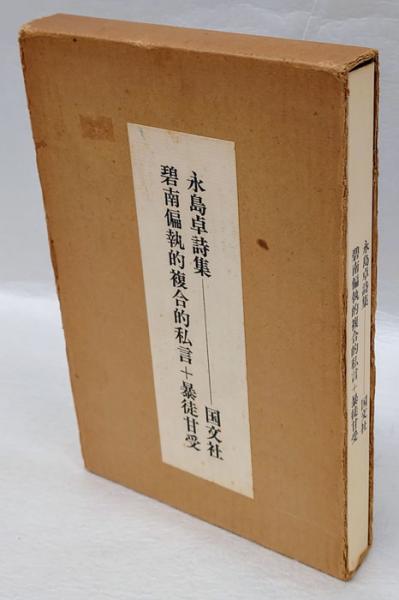 永島卓詩集――国文社
碧南偏執的複合的私言+暴徒甘受
永島卓詩集 国文社
碧南偏執的複合的私言+暴徒甘受